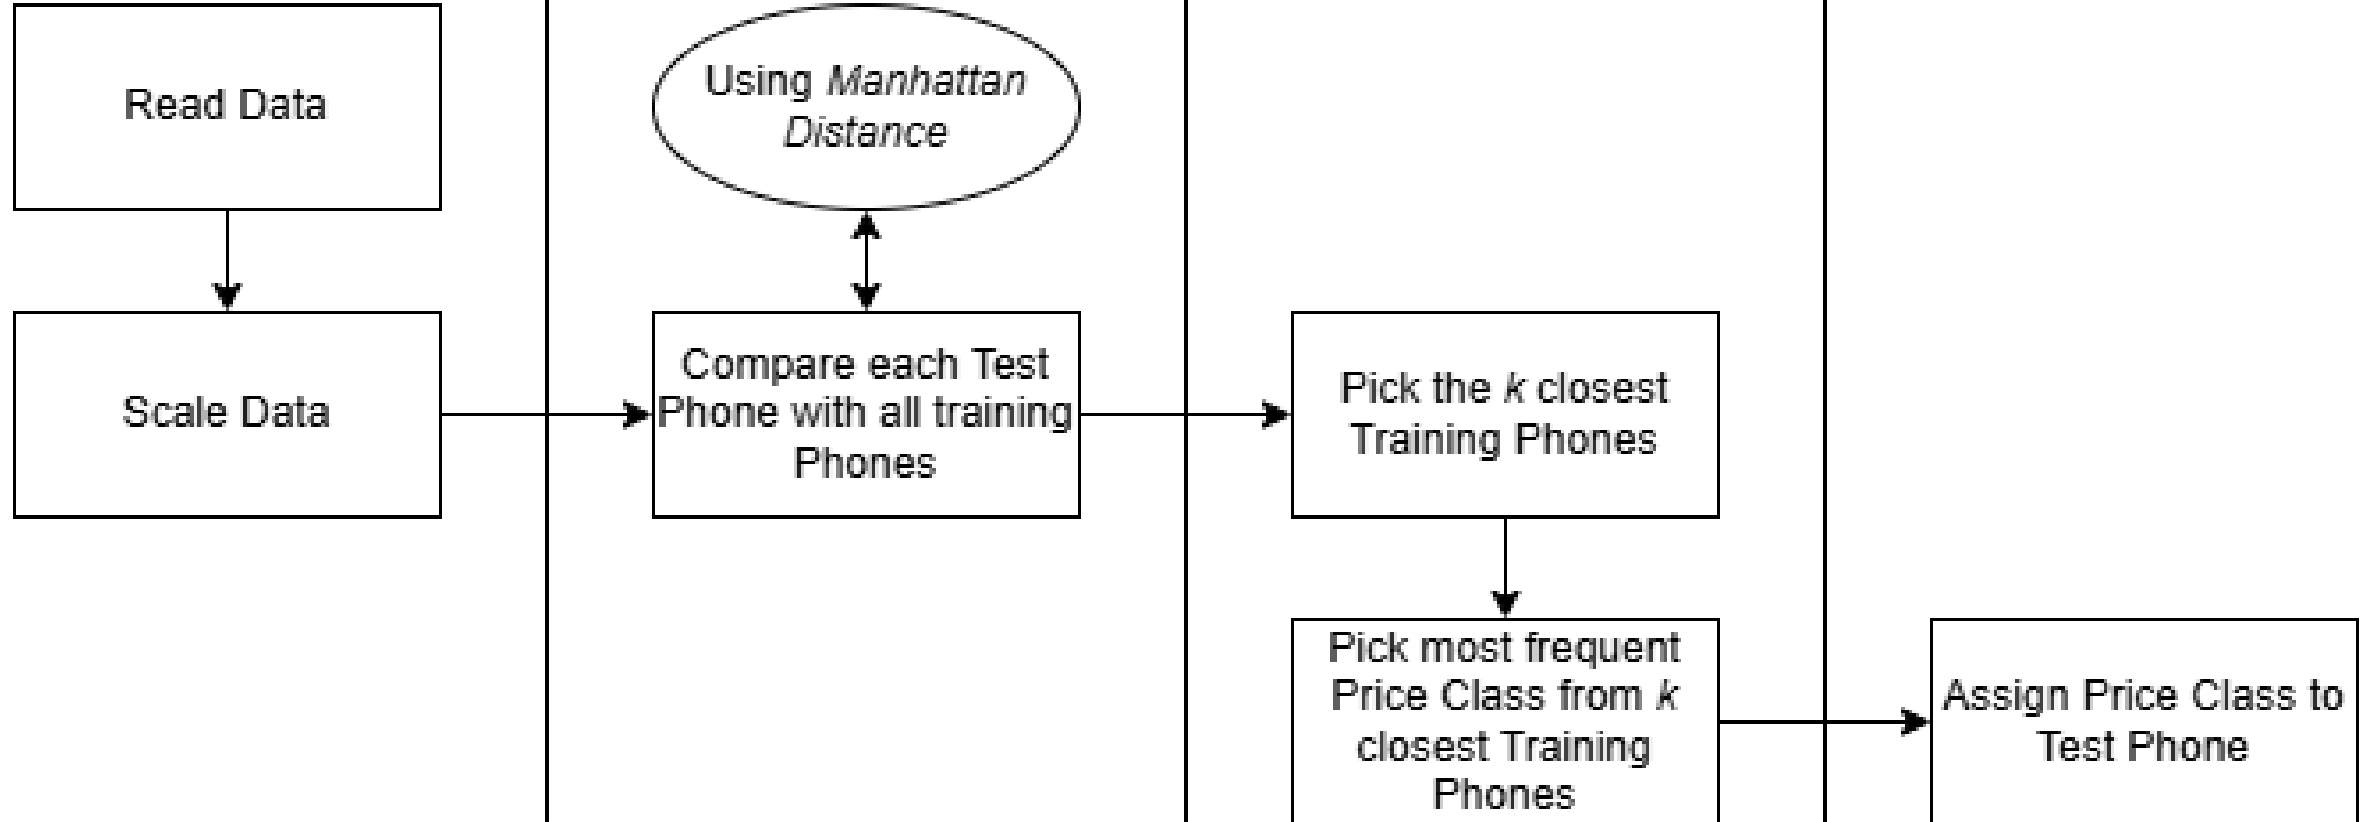 Read Data
Scale Data
Using Manhattan
Distance
Compare each Test
Phone with all training
Phones
Pick the k closest
Training Phones
Pick most frequent
Price Class from k
closest Training
Phones
Assign Price Class to
Test Phone